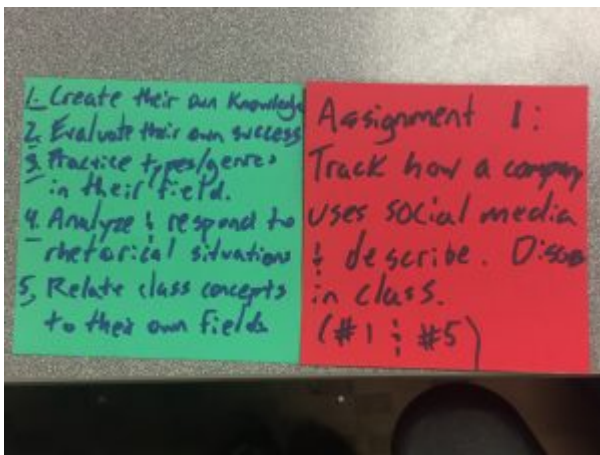 1. Create their own Knowledge
2. Evaluate their own success
3. Practice types/genres
in their field.
4. Analyze & respond to
rhetorical situations
5, Relate class concepts
to their own fields
Assignment 1:
Track how a company
uses social media
& describe. Discuss
in class.
(#1 & #5)